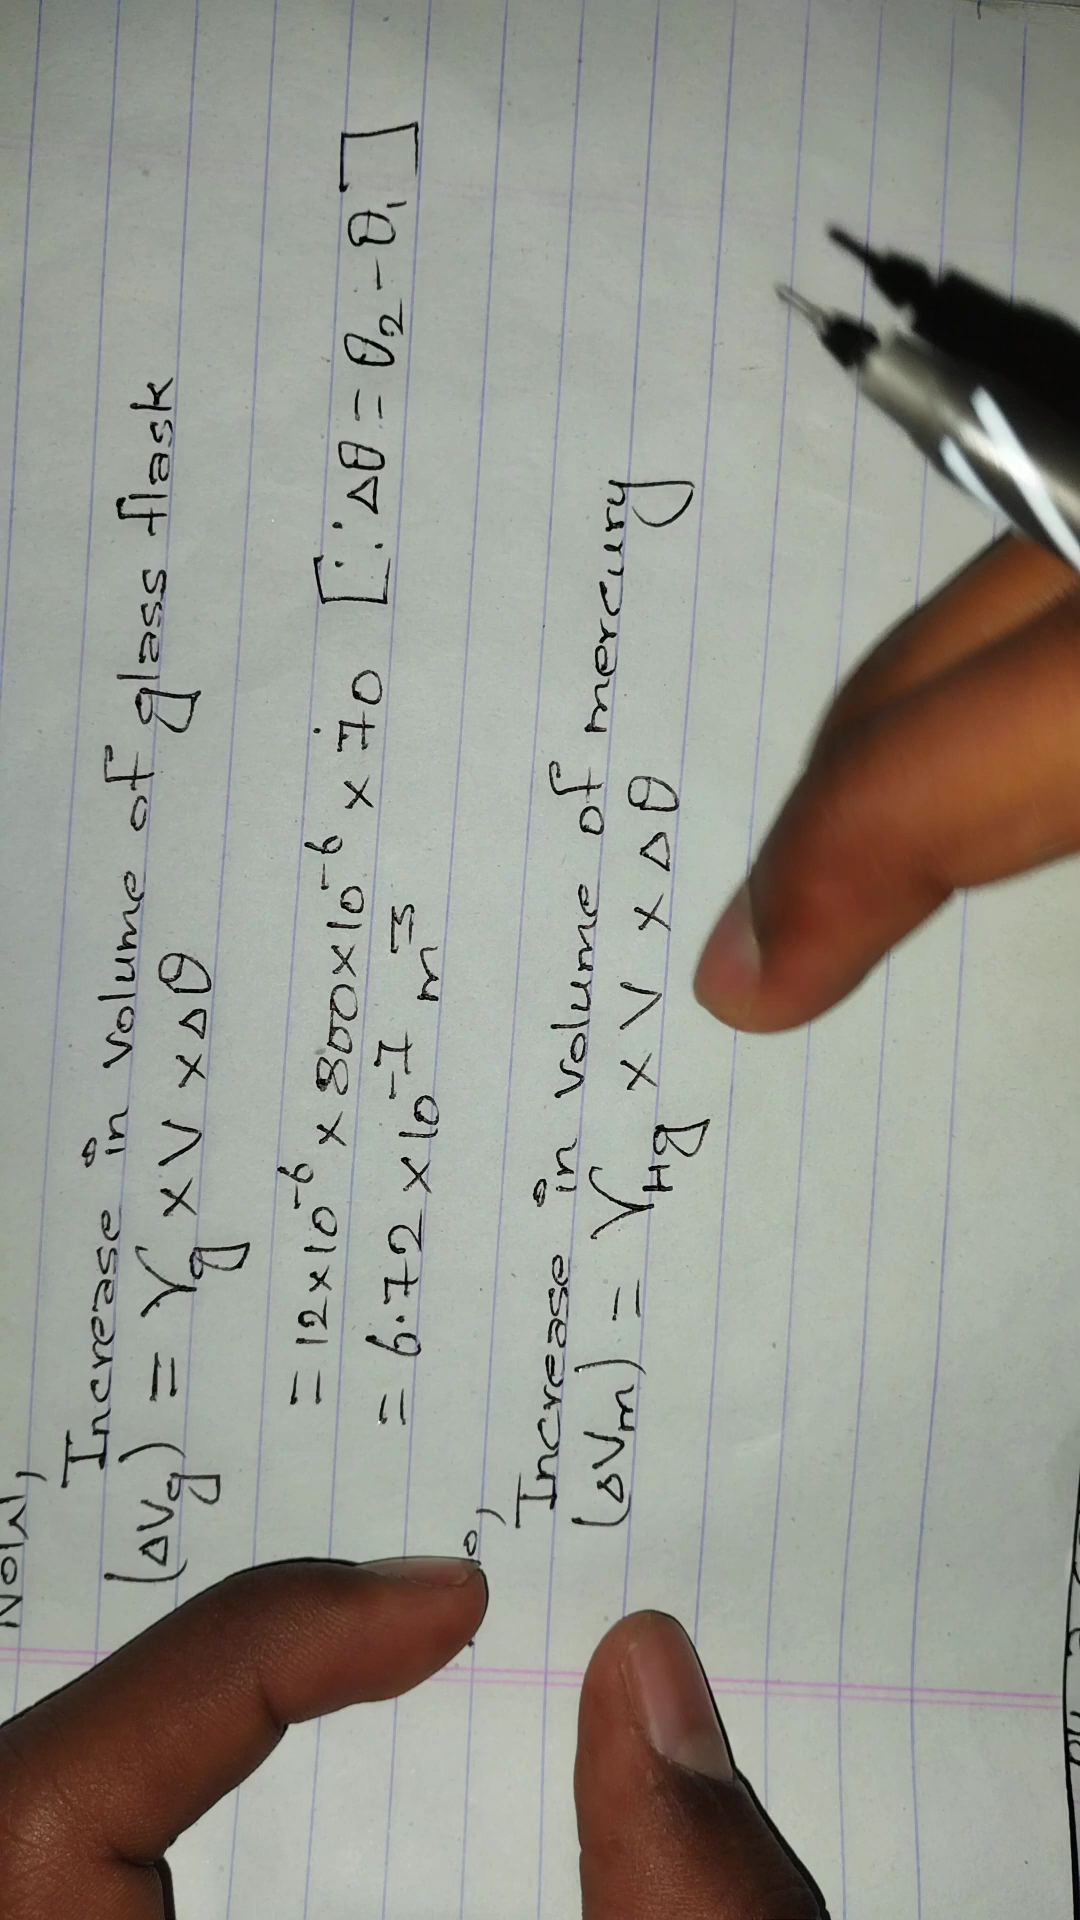 Now,
Increase in volume of glass flask
(ΔVg) = γg × V × Δθ
= 12×10⁻⁶ × 800×10⁻⁶ × 70 [∵ Δθ = θ₂ - θ₁]
= 6.72 × 10⁻⁷ m³
Increase in volume of mercury
(ΔVm) = γHg × V × Δθ